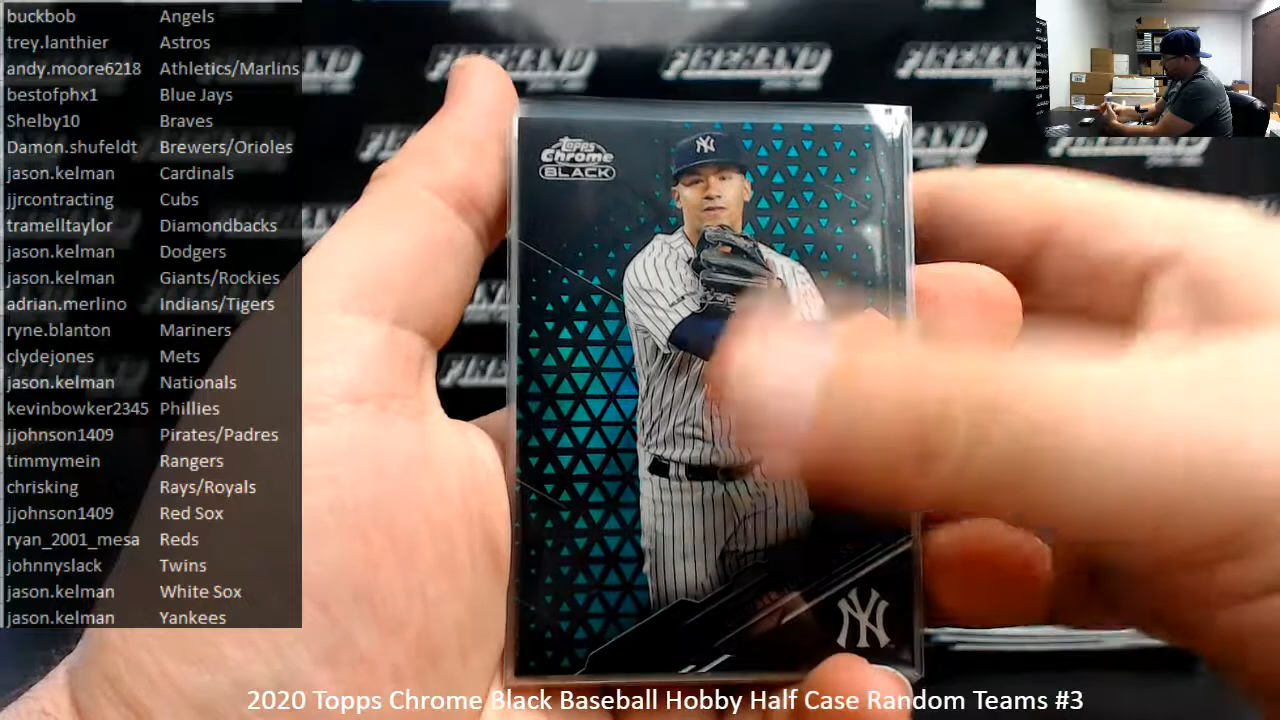 buckbob Angels
trey.lanthier Astros
andy.moore6218 Athletics/Marlins
bestofphx1 Blue Jays
Shelby10 Braves
Damon.shufeldt Brewers/Orioles
jason.kelman Cardinals
jjrcontracting Cubs
tramelltaylor Diamondbacks
jason.kelman Dodgers
jason.kelman Giants/Rockies
adrian.merlino Indians/Tigers
ryne.blanton Mariners
clydejones Mets
jason.kelman Nationals
kevinbowker2345 Phillies
jjohnson1409 Pirates/Padres
timmymein Rangers
chrisking Rays/Royals
jjohnson1409 Red Sox
ryan_2001_mesa Reds
johnnyslack Twins
jason.kelman White Sox
jason.kelman Yankees
FIREHAND
FIREHAND
FIREHAND
Topps
Chrome
BLACK
NY
NY
2020 Topps Chrome Black Baseball Hobby Half Case Random Teams #3